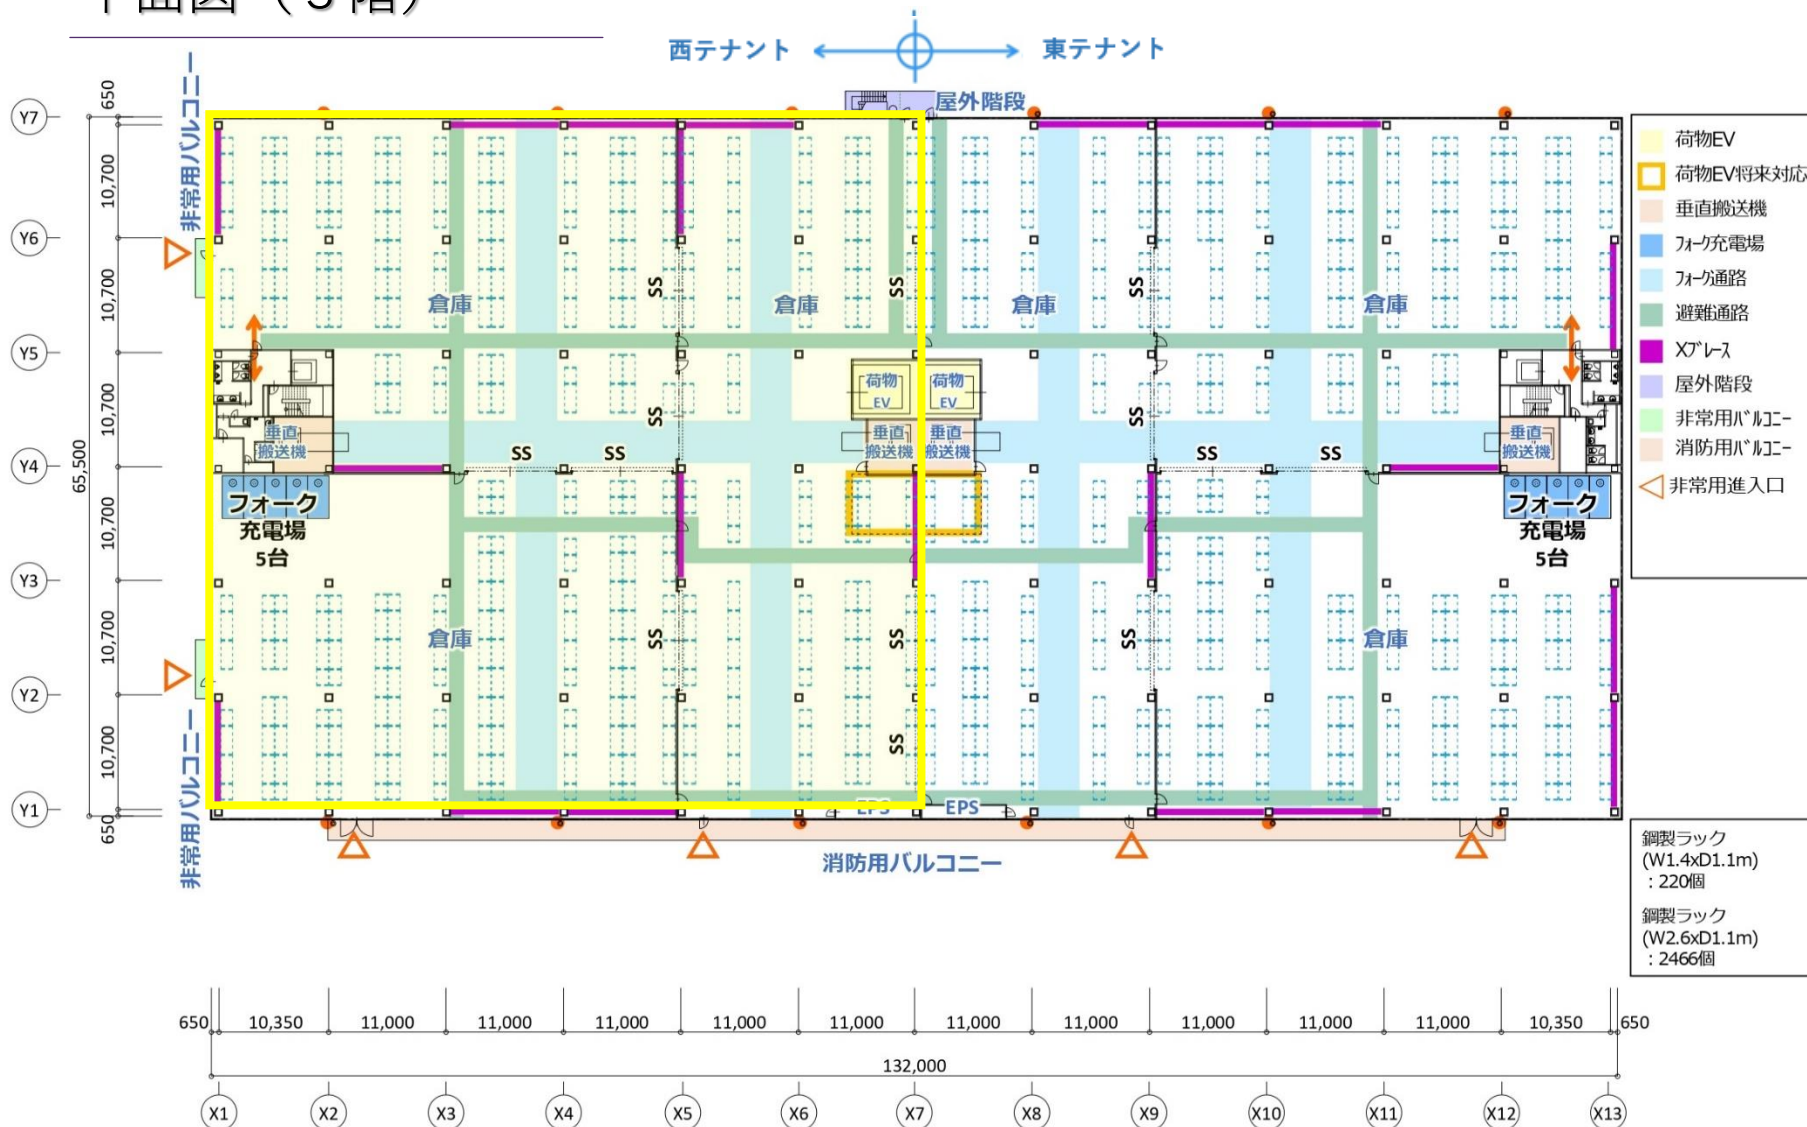 平面図（３階）
西テナント
東テナント
屋外階段
非常用バルコニー
Y7
Y6
Y5
Y4
Y3
Y2
Y1
650
10,700
10,700
10,700
10,700
10,700
10,700
650
65,500
倉庫
倉庫
倉庫
倉庫
SS
SS
SS
SS
SS
荷物
EV
荷物
EV
垂直
搬送機
垂直
搬送機
垂直
搬送機
垂直
搬送機
SS
SS
SS
SS
フォーク
充電場
5台
フォーク
充電場
5台
倉庫
倉庫
SS
SS
SS
SS
EPS
EPS
非常用バルコニー
消防用バルコニー
荷物EV
荷物EV将来対応
垂直搬送機
フォーク充電場
フォーク通路
避難通路
Xブレース
屋外階段
非常用バルコニー
消防用バルコニー
非常用進入口
鋼製ラック
(W1.4xD1.1m)
：220個
鋼製ラック
(W2.6xD1.1m)
：2466個
650 10,350 11,000 11,000 11,000 11,000 11,000 11,000 11,000 11,000 11,000 11,000 10,350 650
132,000
X1 X2 X3 X4 X5 X6 X7 X8 X9 X10 X11 X12 X13